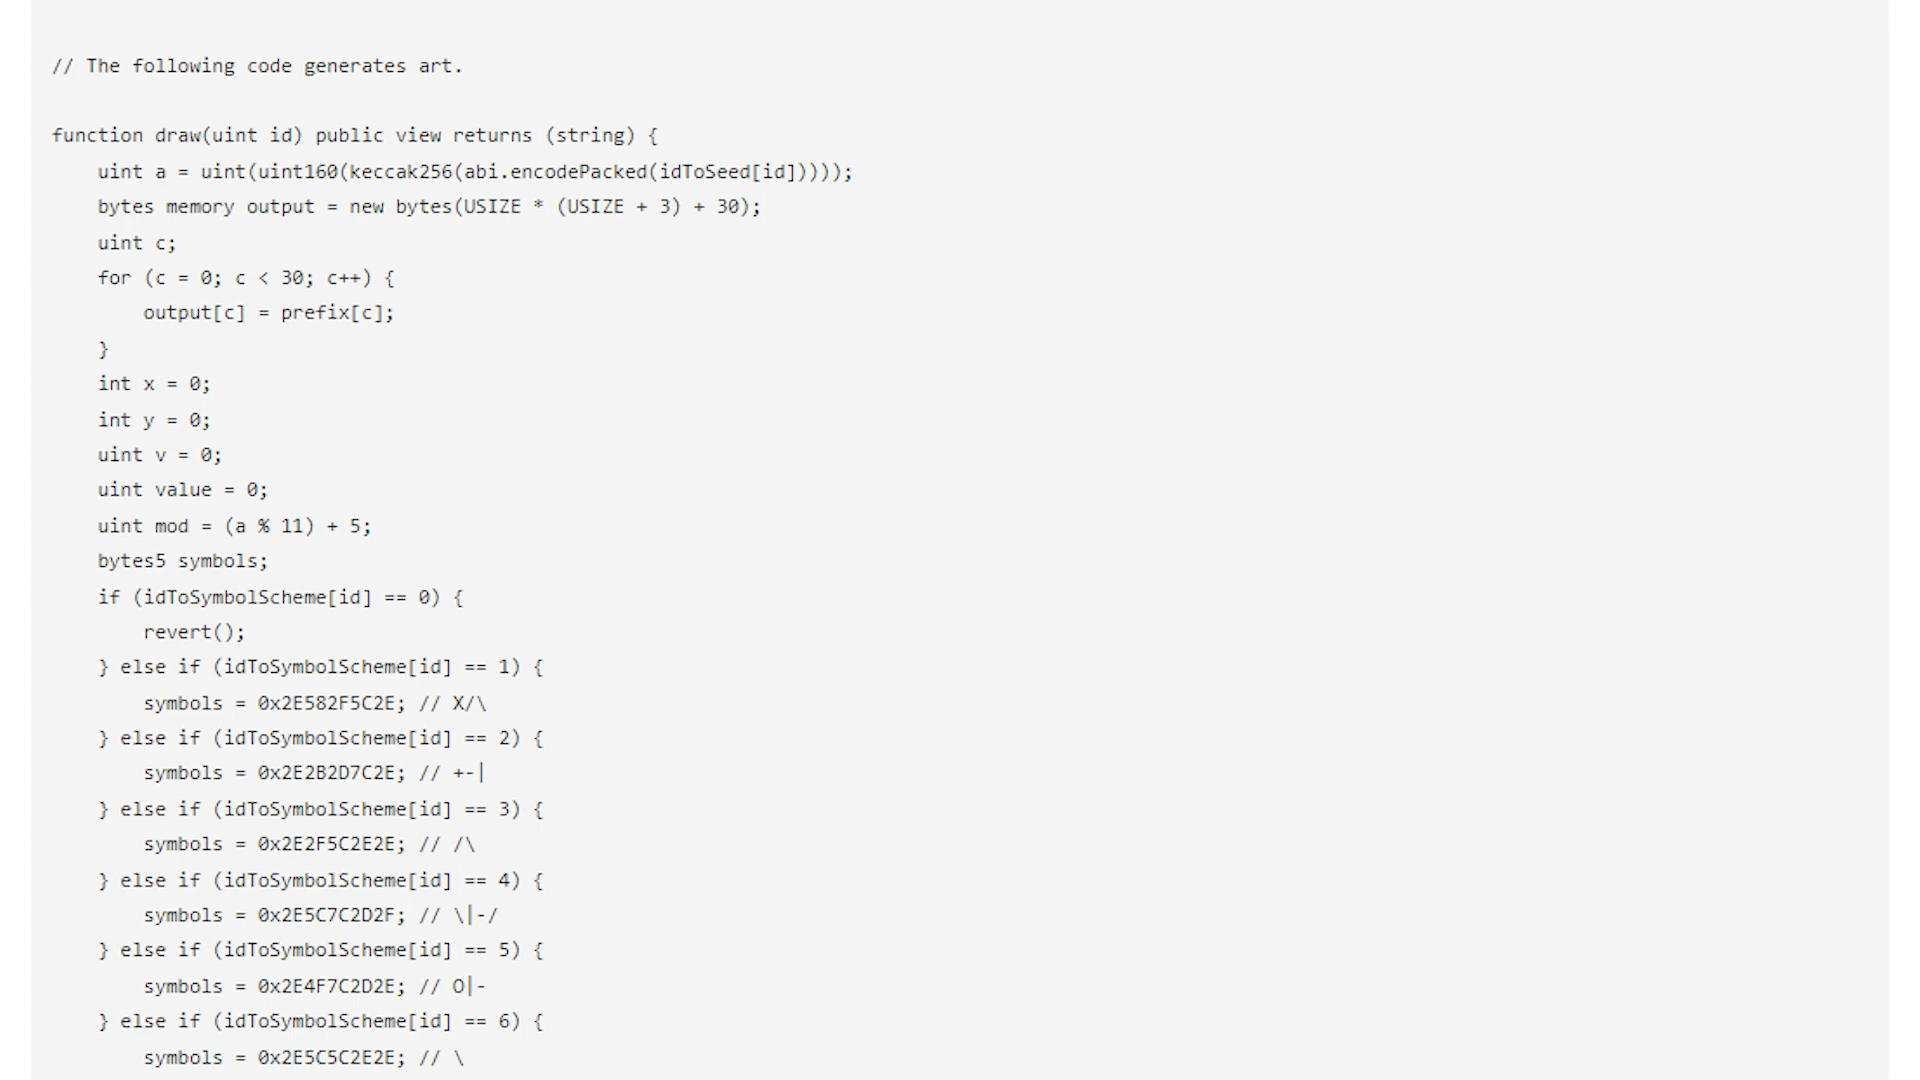 // The following code generates art.
function draw(uint id) public view returns (string) {
    uint a = uint(uint160(keccak256(abi.encodePacked(idToSeed[id]))));
    bytes memory output = new bytes(USIZE * (USIZE + 3) + 30);
    uint c;
    for (c = 0; c < 30; c++) {
        output[c] = prefix[c];
    }
    int x = 0;
    int y = 0;
    uint v = 0;
    uint value = 0;
    uint mod = (a % 11) + 5;
    bytes5 symbols;
    if (idToSymbolScheme[id] == 0) {
        revert();
    } else if (idToSymbolScheme[id] == 1) {
        symbols = 0x2E582F5C2E; // X/\
    } else if (idToSymbolScheme[id] == 2) {
        symbols = 0x2E2B2D7C2E; // +-|
    } else if (idToSymbolScheme[id] == 3) {
        symbols = 0x2E2F5C2E2E; // /\
    } else if (idToSymbolScheme[id] == 4) {
        symbols = 0x2E5C7C2D2F; // \|-/
    } else if (idToSymbolScheme[id] == 5) {
        symbols = 0x2E4F7C2D2E; // O|-
    } else if (idToSymbolScheme[id] == 6) {
        symbols = 0x2E5C5C2E2E; // \